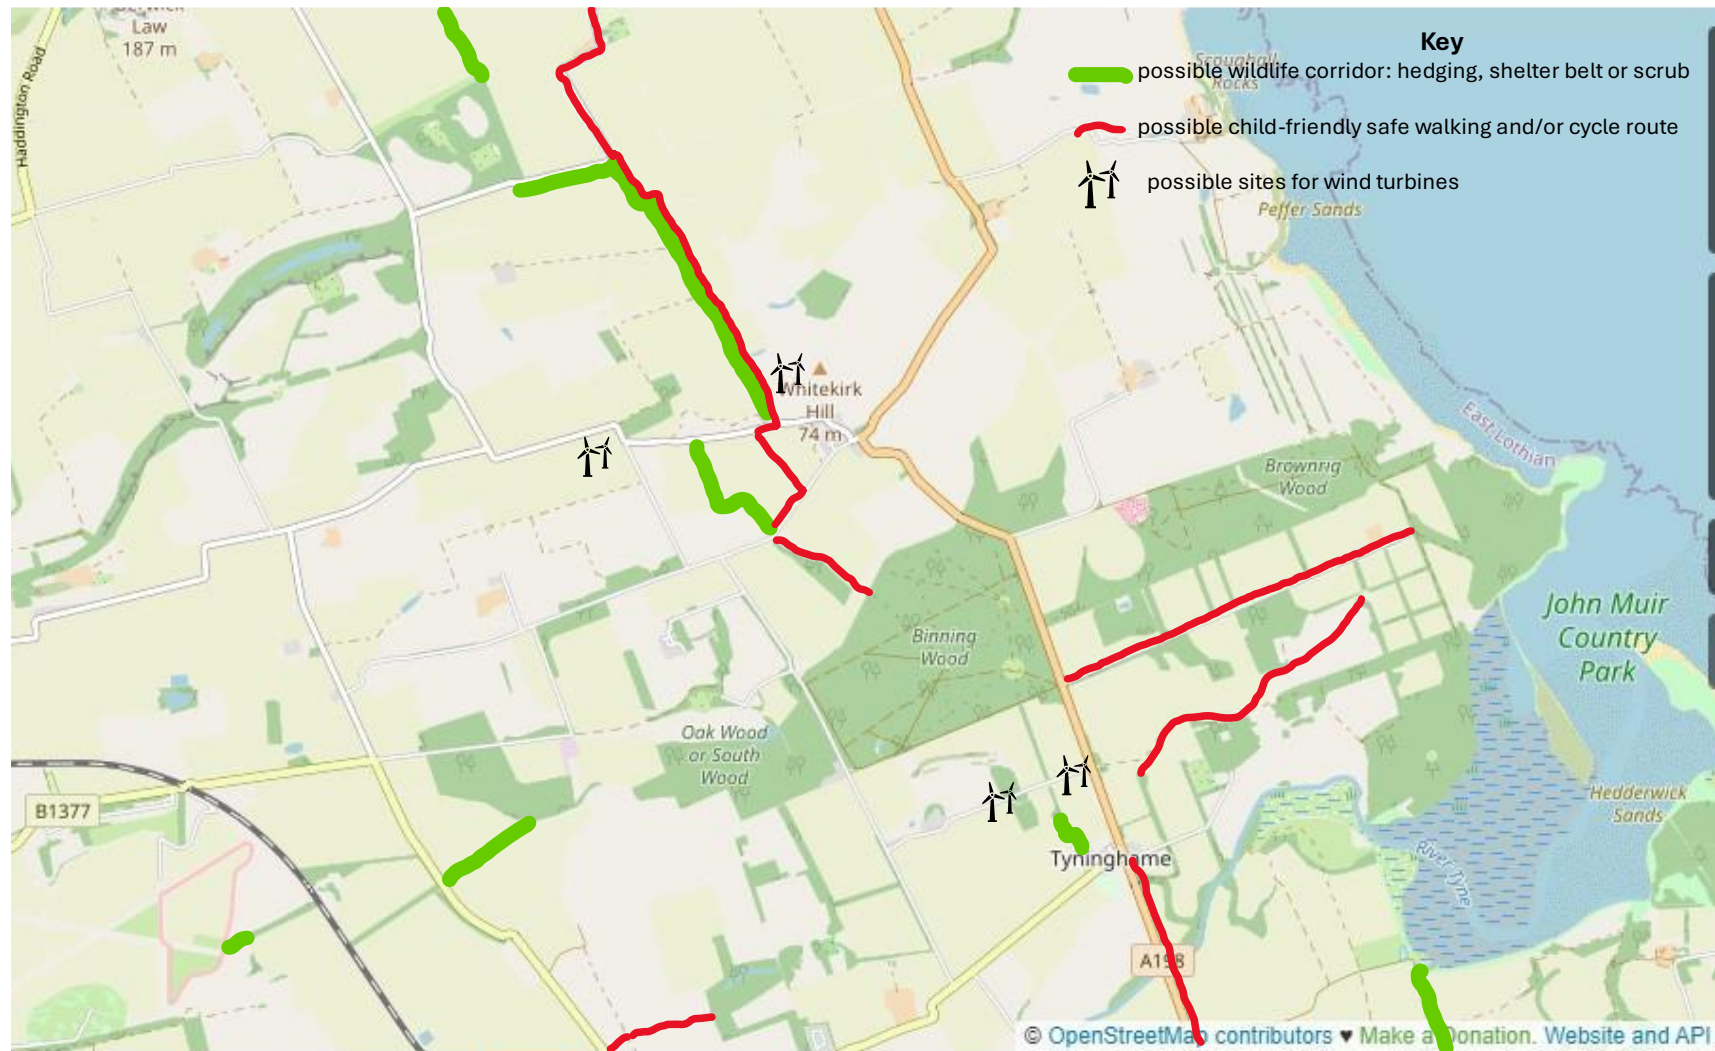 Law
187 m
Haddington Road
Key
possible wildlife corridor: hedging, shelter belt or scrub
Scoughall
Rocks
possible child-friendly safe walking and/or cycle route
possible sites for wind turbines
Peffer Sands
Whitekirk
Hill
74 m
East Lothian
Brownrig
Wood
John Muir
Country
Park
Binning
Wood
Oak Wood
or South
Wood
B1377
Hedderwick
Sands
Tyninghame
River Tyne
A198
© OpenStreetMap contributors ♥ Make a Donation. Website and API